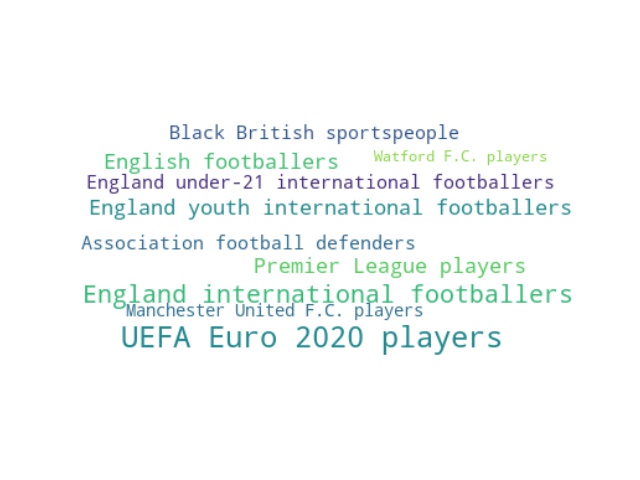 Black British sportspeople
English footballers
Watford F.C. players
England under-21 international footballers
England youth international footballers
Association football defenders
Premier League players
England international footballers
Manchester United F.C. players
UEFA Euro 2020 players